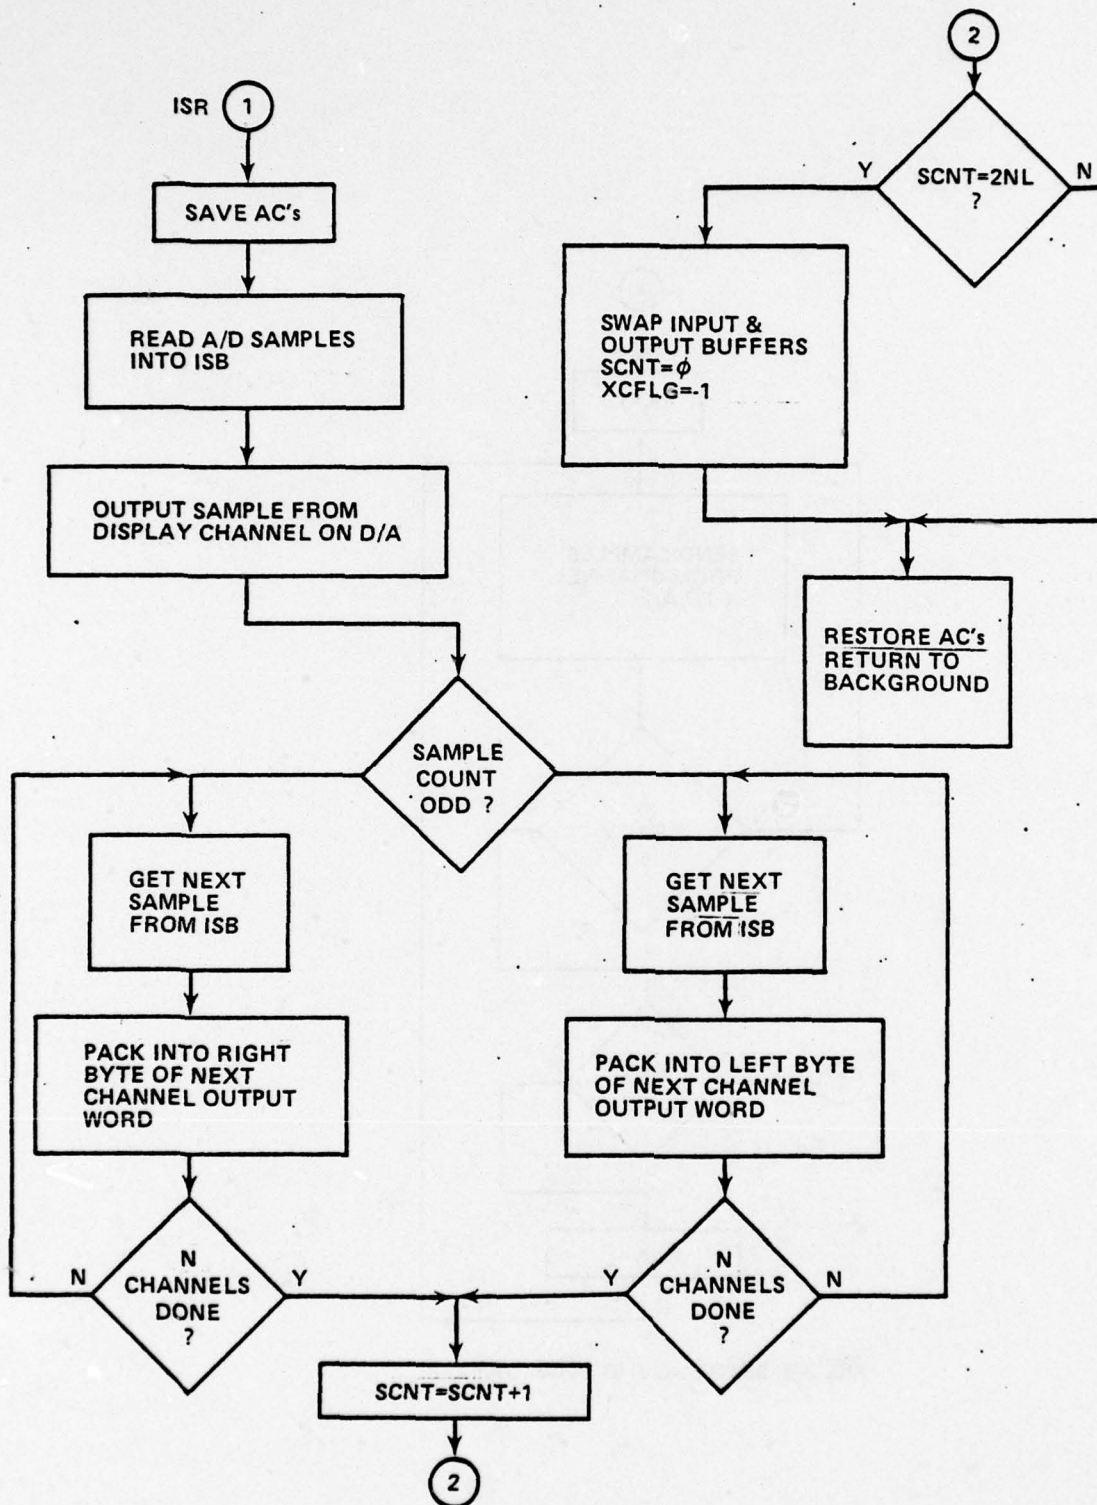 ISR
1
SAVE AC's
READ A/D SAMPLES
INTO ISB
OUTPUT SAMPLE FROM
DISPLAY CHANNEL ON D/A
SAMPLE
COUNT
ODD ?
GET NEXT
SAMPLE
FROM ISB
PACK INTO RIGHT
BYTE OF NEXT
CHANNEL OUTPUT
WORD
N
CHANNELS
DONE
?
N
Y
GET NEXT
SAMPLE
FROM ISB
PACK INTO LEFT BYTE
OF NEXT CHANNEL
OUTPUT WORD
N
CHANNELS
DONE
?
Y
N
SCNT=SCNT+1
2
2
SCNT=2NL
?
Y
N
SWAP INPUT &
OUTPUT BUFFERS
SCNT=ϕ
XCFLG=-1
RESTORE AC's
RETURN TO
BACKGROUND